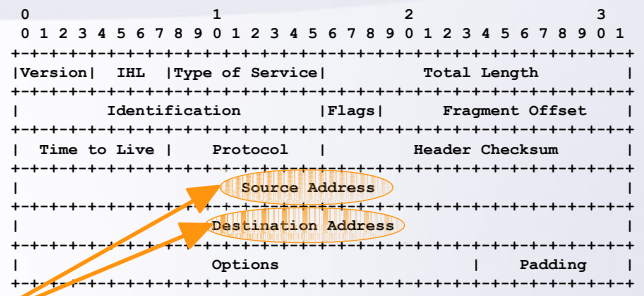 0                   1                   2                   3
0 1 2 3 4 5 6 7 8 9 0 1 2 3 4 5 6 7 8 9 0 1 2 3 4 5 6 7 8 9 0 1
+-+-+-+-+-+-+-+-+-+-+-+-+-+-+-+-+-+-+-+-+-+-+-+-+-+-+-+-+-+-+-+-+
|Version|  IHL  |Type of Service|          Total Length         |
+-+-+-+-+-+-+-+-+-+-+-+-+-+-+-+-+-+-+-+-+-+-+-+-+-+-+-+-+-+-+-+-+
|         Identification        |Flags|      Fragment Offset    |
+-+-+-+-+-+-+-+-+-+-+-+-+-+-+-+-+-+-+-+-+-+-+-+-+-+-+-+-+-+-+-+-+
|  Time to Live |    Protocol   |         Header Checksum       |
+-+-+-+-+-+-+-+-+-+-+-+-+-+-+-+-+-+-+-+-+-+-+-+-+-+-+-+-+-+-+-+-+
|                       Source Address                          |
+-+-+-+-+-+-+-+-+-+-+-+-+-+-+-+-+-+-+-+-+-+-+-+-+-+-+-+-+-+-+-+-+
|                    Destination Address                        |
+-+-+-+-+-+-+-+-+-+-+-+-+-+-+-+-+-+-+-+-+-+-+-+-+-+-+-+-+-+-+-+-+
|                    Options                    |    Padding    |
+-+-+-+-+-+-+-+-+-+-+-+-+-+-+-+-+-+-+-+-+-+-+-+-+-+-+-+-+-+-+-+-+